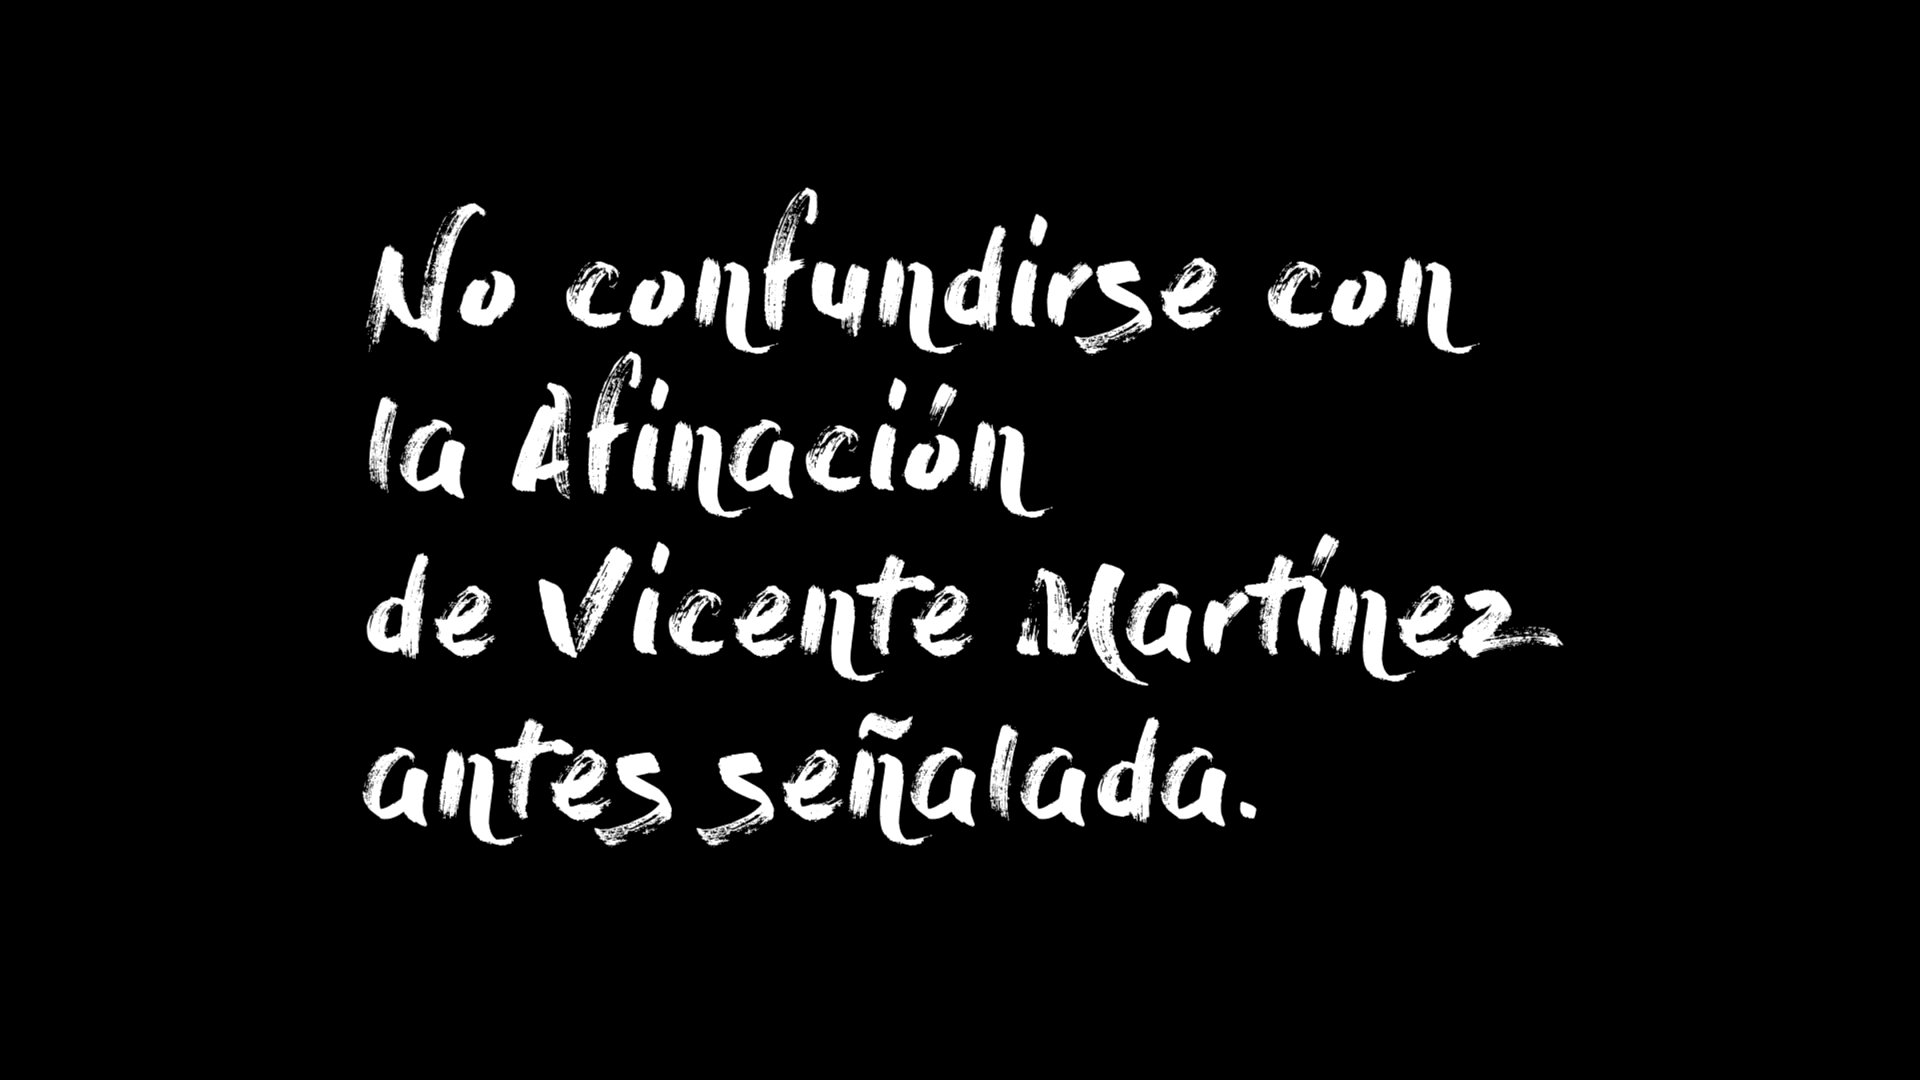 No confundirse con
la Afinación
de Vicente Martínez
antes señalada.